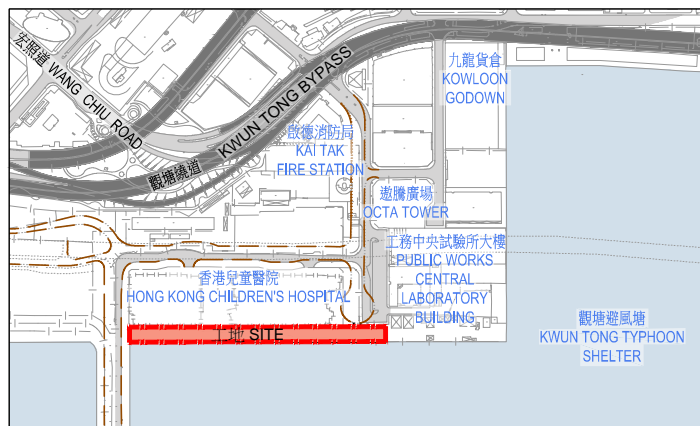 宏照道 WANG CHIU ROAD
觀塘繞道 KWUN TONG BYPASS
九龍貨倉
KOWLOON
GODOWN
啟德消防局
KAI TAK
FIRE STATION
遨騰廣場
OCTA TOWER
工務中央試驗所大樓
PUBLIC WORKS
CENTRAL
LABORATORY
BUILDING
香港兒童醫院
HONG KONG CHILDREN'S HOSPITAL
工地 SITE
觀塘避風塘
KWUN TONG TYPHOON
SHELTER